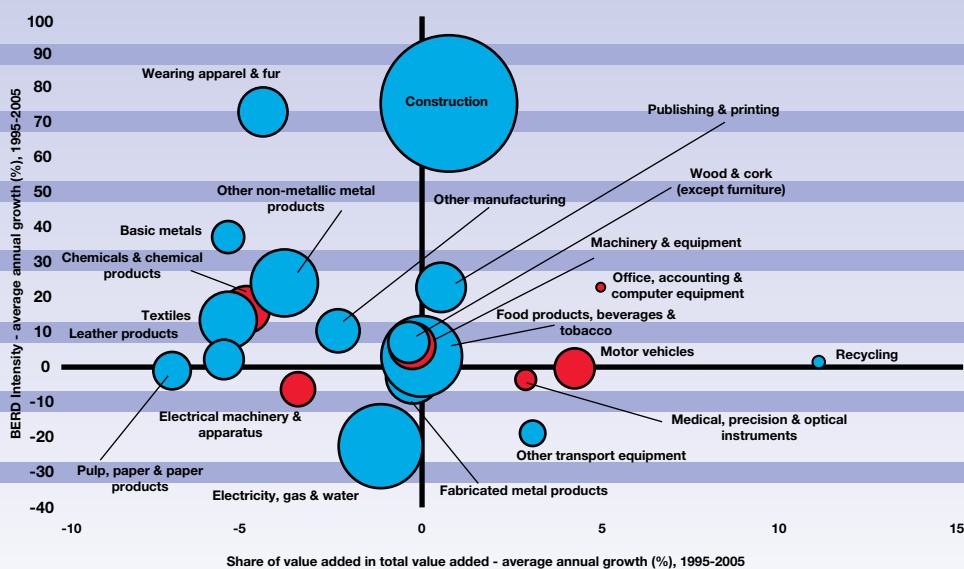 100
90
Wearing apparel & fur
80
Construction
Publishing & printing
70
60
Wood & cork
(except furniture)
50
Other non-metallic metal
products
Other manufacturing
40
Basic metals
Machinery & equipment
30
Chemicals & chemical
products
Office, accounting &
computer equipment
20
Textiles
Food products, beverages &
tobacco
10
Leather products
Motor vehicles
Recycling
0
-10
Electrical machinery &
apparatus
Medical, precision & optical
instruments
-20
Other transport equipment
-30
Pulp, paper & paper
products
Electricity, gas & water
Fabricated metal products
-40
BERD Intensity - average annual growth (%), 1995-2005
-10
-5
0
5
10
15
Share of value added in total value added - average annual growth (%), 1995-2005